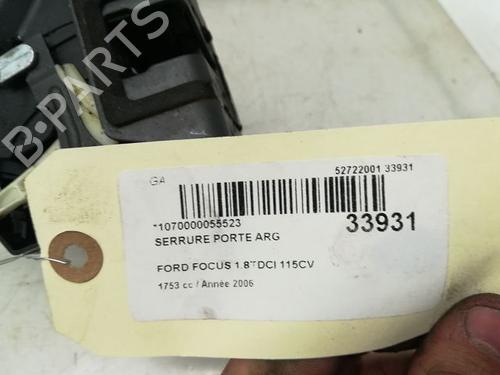 B-PARTS
GA
52722001 33931
*1070000055523
33931
SERRURE PORTE ARG
FORD FOCUS 1.8TDCI 115CV
1753 cc / Année 2006